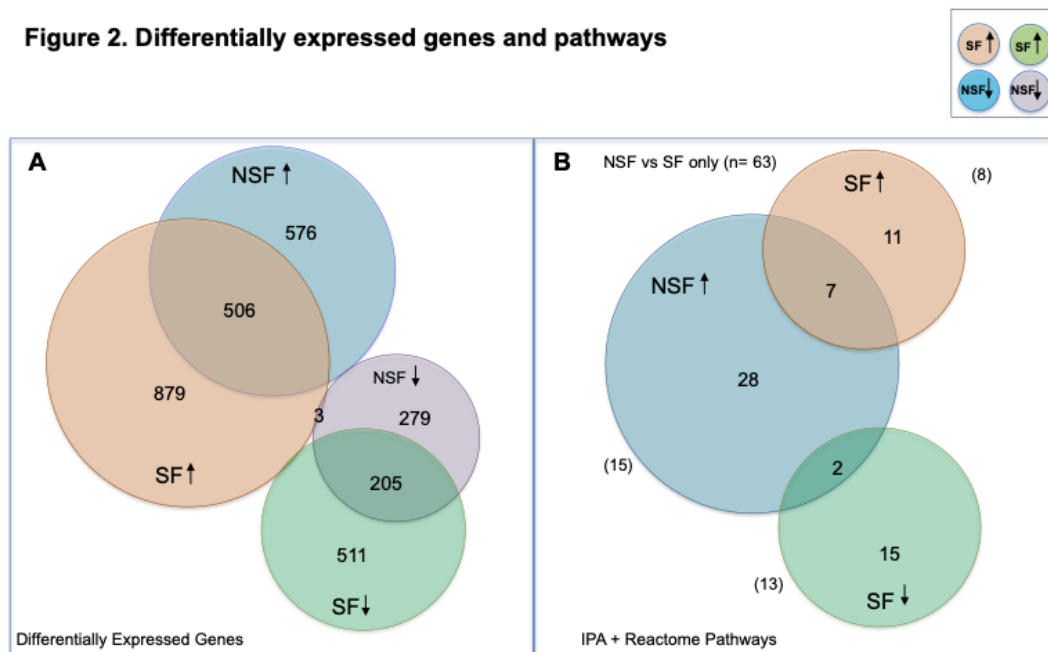 Figure 2. Differentially expressed genes and pathways
SF ↑
SF ↑
NSF ↓
NSF ↓
A
NSF ↑
576
506
879
NSF ↓
3
279
SF ↑
205
511
SF ↓
Differentially Expressed Genes
B
NSF vs SF only (n= 63)
SF ↑
(8)
11
NSF ↑
7
28
(15)
2
15
(13)
SF ↓
IPA + Reactome Pathways